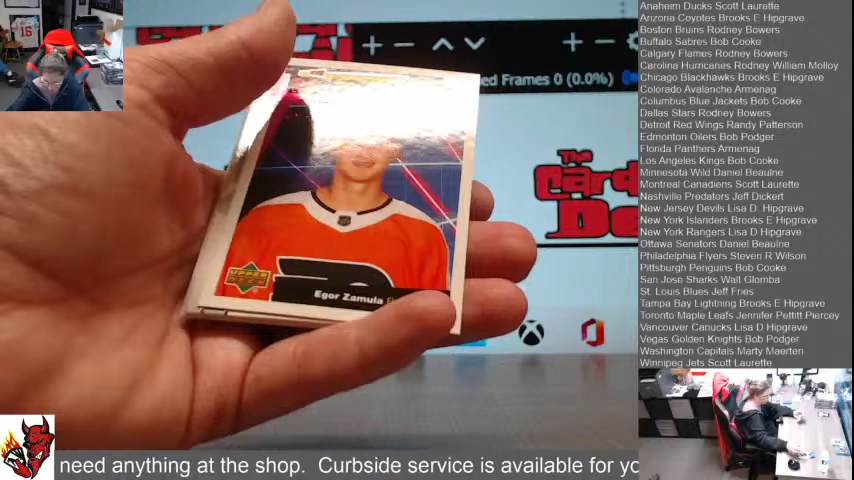 Anaheim Ducks Scott Laurette
Arizona Coyotes Brooks E Hipgrave
Boston Bruins Rodney Bowers
Buffalo Sabres Bob Cooke
Calgary Flames Rodney Bowers
Carolina Hurricanes Rodney William Molloy
Chicago Blackhawks Brooks E Hipgrave
Colorado Avalanche Armenag
Columbus Blue Jackets Bob Cooke
Dallas Stars Rodney Bowers
Detroit Red Wings Randy Patterson
Edmonton Oilers Bob Podger
Florida Panthers Armenag
Los Angeles Kings Bob Cooke
Minnesota Wild Daniel Beaulne
Montreal Canadiens Scott Laurette
Nashville Predators Jeff Dickert
New Jersey Devils Lisa D. Hipgrave
New York Islanders Brooks E Hipgrave
New York Rangers Lisa D Hipgrave
Ottawa Senators Daniel Beaulne
Philadelphia Flyers Steven R Wilson
Pittsburgh Penguins Bob Cooke
San Jose Sharks Walt Glomba
St. Louis Blues Jeff Fries
Tampa Bay Lightning Brooks E Hipgrave
Toronto Maple Leafs Jennifer Pettitt Piercey
Vancouver Canucks Lisa D Hipgrave
Vegas Golden Knights Bob Podger
Washington Capitals Marty Maerten
Winnipeg Jets Scott Laurette
ed Frames 0 (0.0%)
The
Card
De
16
UPPER DECK
Egor Zamula
need anything at the shop. Curbside service is available for yo